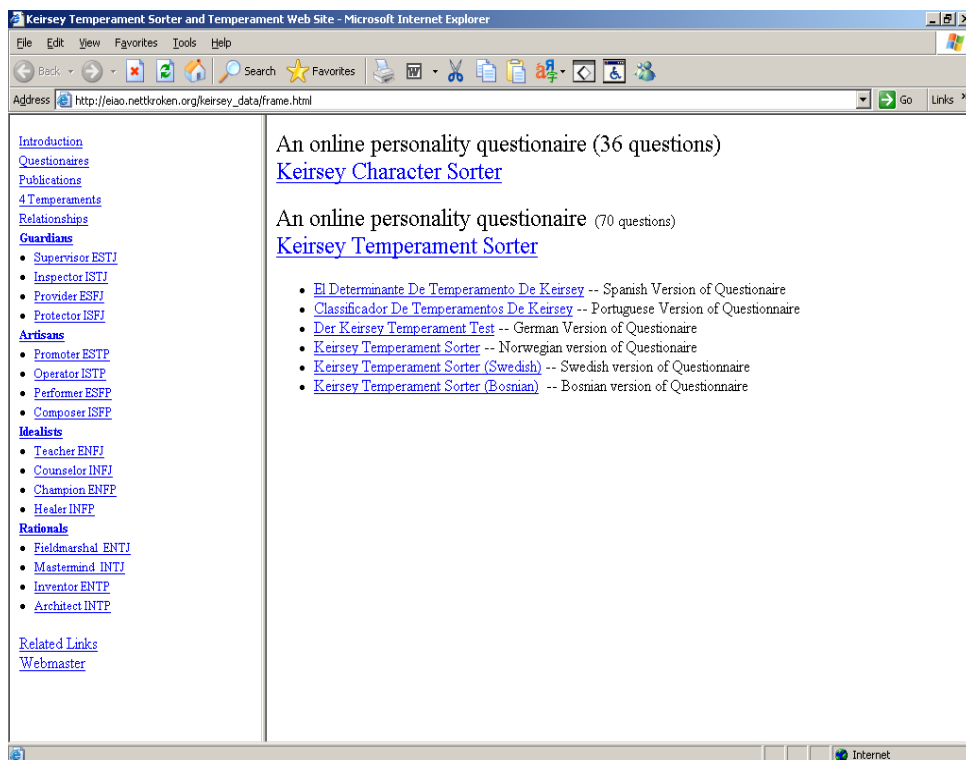 Keirsey Temperament Sorter and Temperament Web Site - Microsoft Internet Explorer
File Edit View Favorites Tools Help
Back Search Favorites
Address http://eiao.nettkroken.org/keirsey_data/frame.html Go Links
Introduction
Questionaires
Publications
4 Temperaments
Relationships
Guardians
• Supervisor ESTJ
• Inspector ISTJ
• Provider ESFJ
• Protector ISFJ
Artisans
• Promoter ESTP
• Operator ISTP
• Performer ESFP
• Composer ISFP
Idealists
• Teacher ENFJ
• Counselor INFJ
• Champion ENFP
• Healer INFP
Rationals
• Fieldmarshal ENTJ
• Mastermind INTJ
• Inventor ENTP
• Architect INTP
Related Links
Webmaster
An online personality questionaire (36 questions)
Keirsey Character Sorter
An online personality questionaire (70 questions)
Keirsey Temperament Sorter
• El Determinante De Temperamento De Keirsey -- Spanish Version of Questionaire
• Classificador De Temperamentos De Keirsey -- Portuguese Version of Questionnaire
• Der Keirsey Temperament Test -- German Version of Questionaire
• Keirsey Temperament Sorter -- Norwegian version of Questionaire
• Keirsey Temperament Sorter (Swedish) -- Swedish version of Questionnaire
• Keirsey Temperament Sorter (Bosnian) -- Bosnian version of Questionnaire
Internet